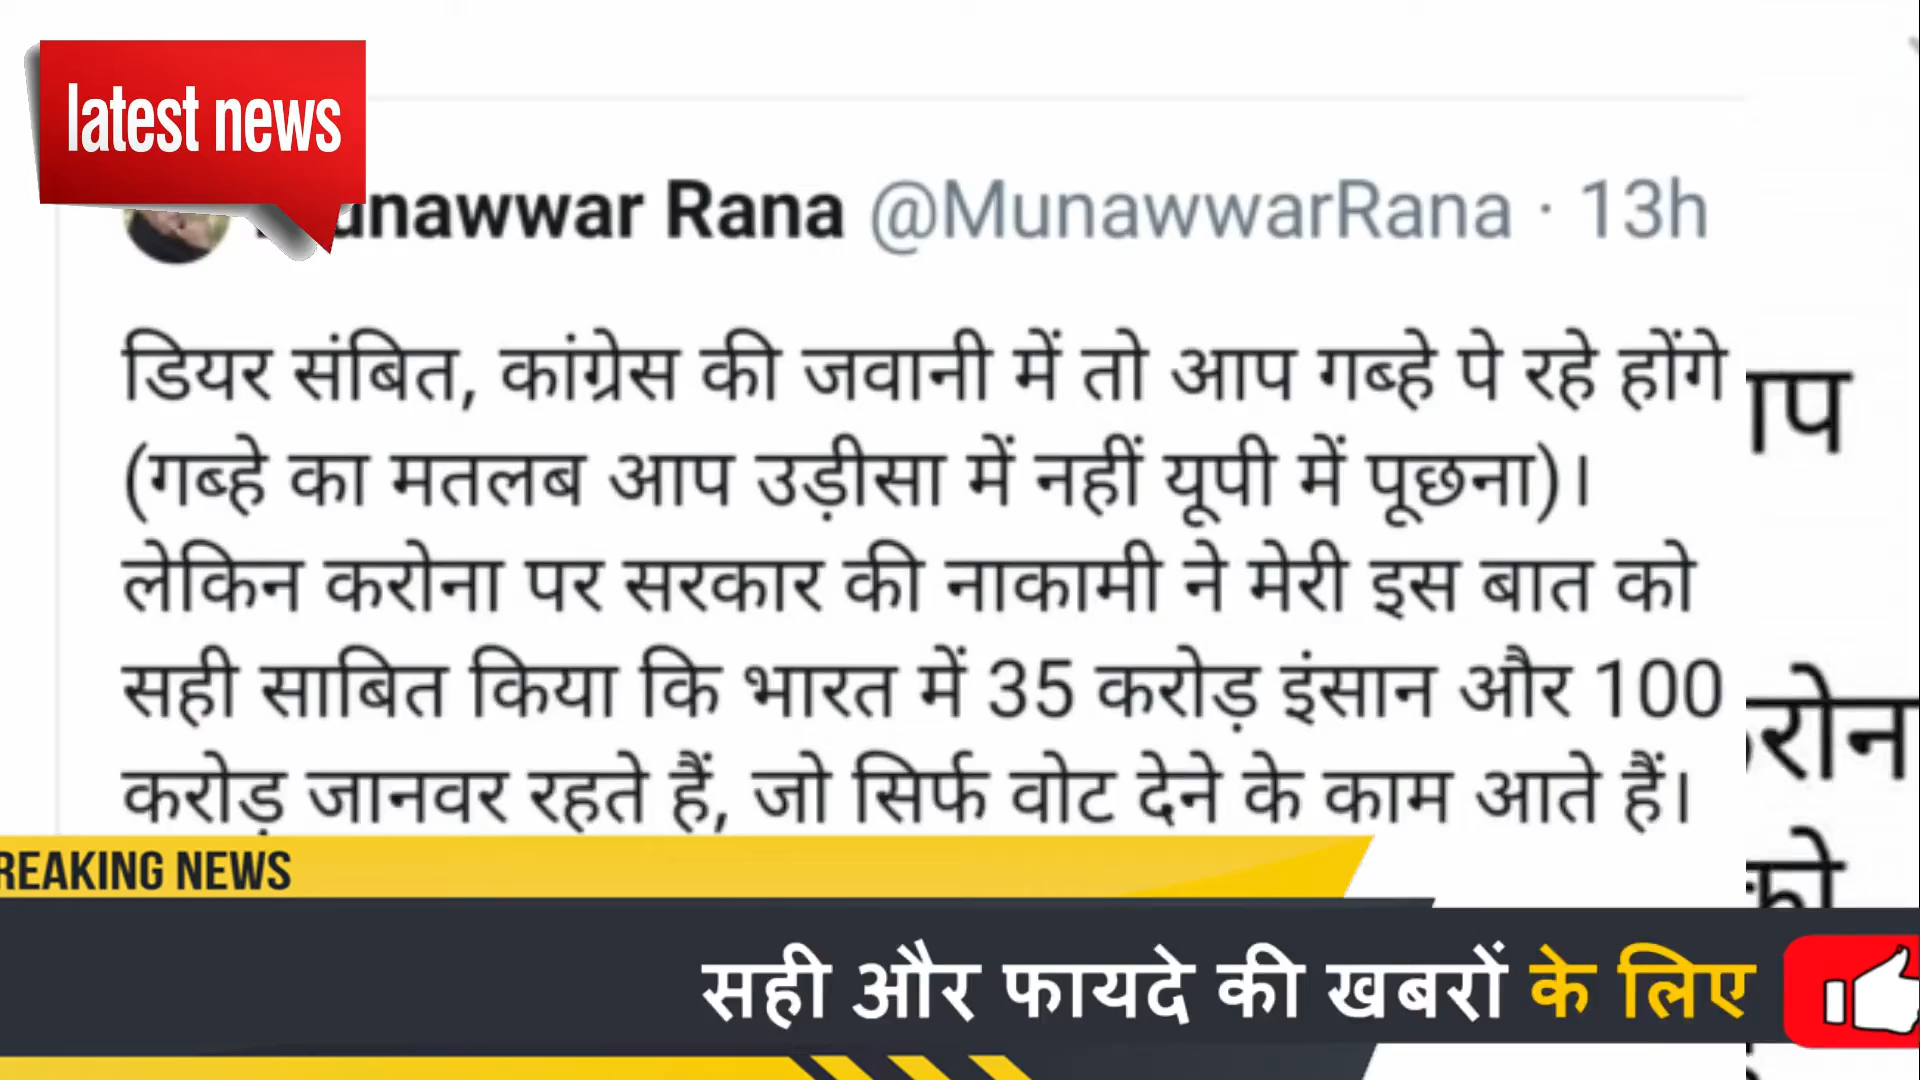 latest news
Munawwar Rana @MunawwarRana · 13h
डियर संबित, कांग्रेस की जवानी में तो आप गब्हे पे रहे होंगे
(गब्हे का मतलब आप उड़ीसा में नहीं यूपी में पूछना)।
लेकिन करोना पर सरकार की नाकामी ने मेरी इस बात को
सही साबित किया कि भारत में 35 करोड़ इंसान और 100
करोड़ जानवर रहते हैं, जो सिर्फ वोट देने के काम आते हैं।
REAKING NEWS
सही और फायदे की खबरों के लिए